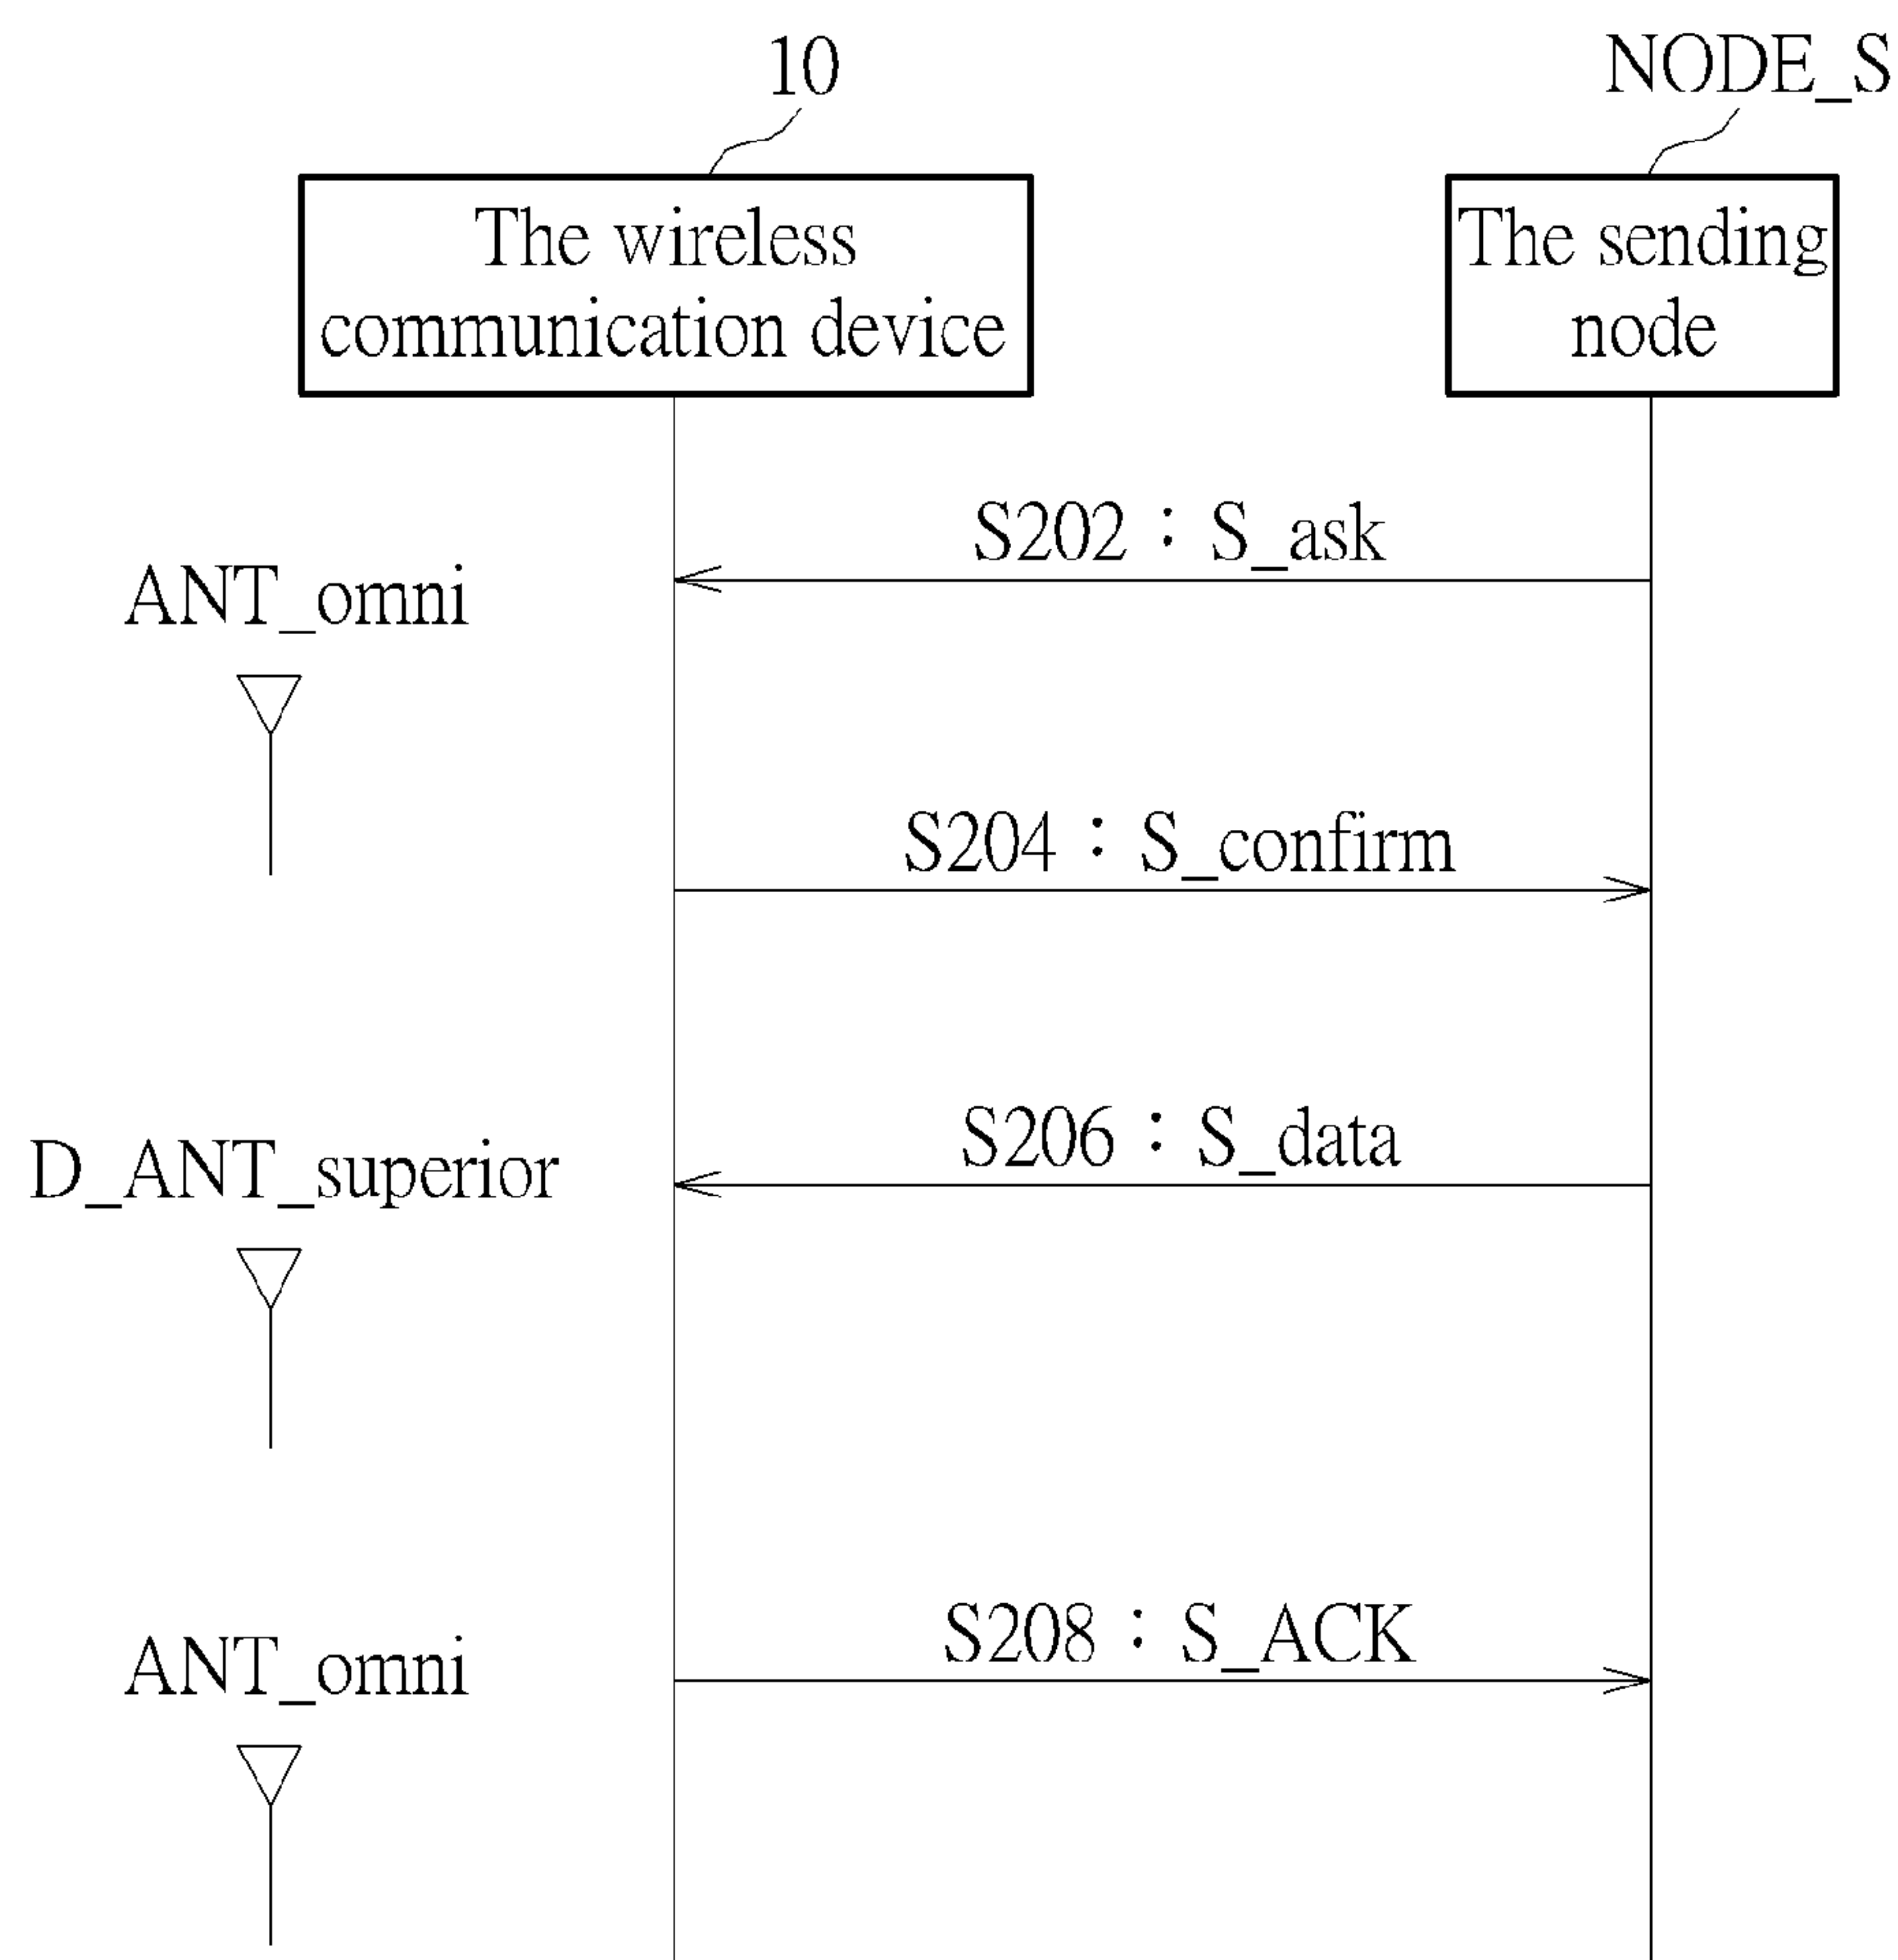 10
NODE_S
The wireless
communication device
The sending
node
S202：S_ask
ANT_omni
S204：S_confirm
S206：S_data
D_ANT_superior
S208：S_ACK
ANT_omni